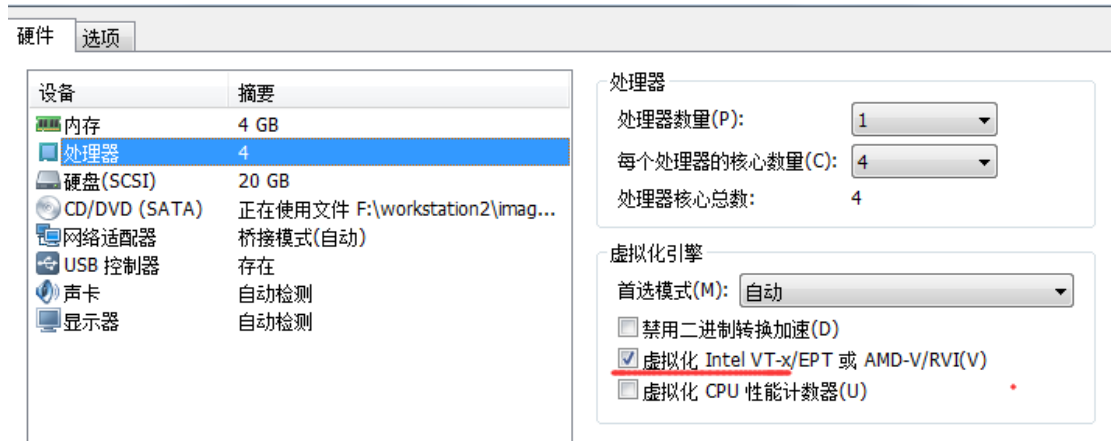 硬件 选项
设备 摘要
内存 4 GB
处理器 4
硬盘(SCSI) 20 GB
CD/DVD (SATA) 正在使用文件 F:\workstation2\imag...
网络适配器 桥接模式(自动)
USB 控制器 存在
声卡 自动检测
显示器 自动检测
处理器
处理器数量(P): 1
每个处理器的核心数量(C): 4
处理器核心总数: 4
虚拟化引擎
首选模式(M): 自动
禁用二进制转换加速(D)
虚拟化 Intel VT-x/EPT 或 AMD-V/RVI(V)
虚拟化 CPU 性能计数器(U)